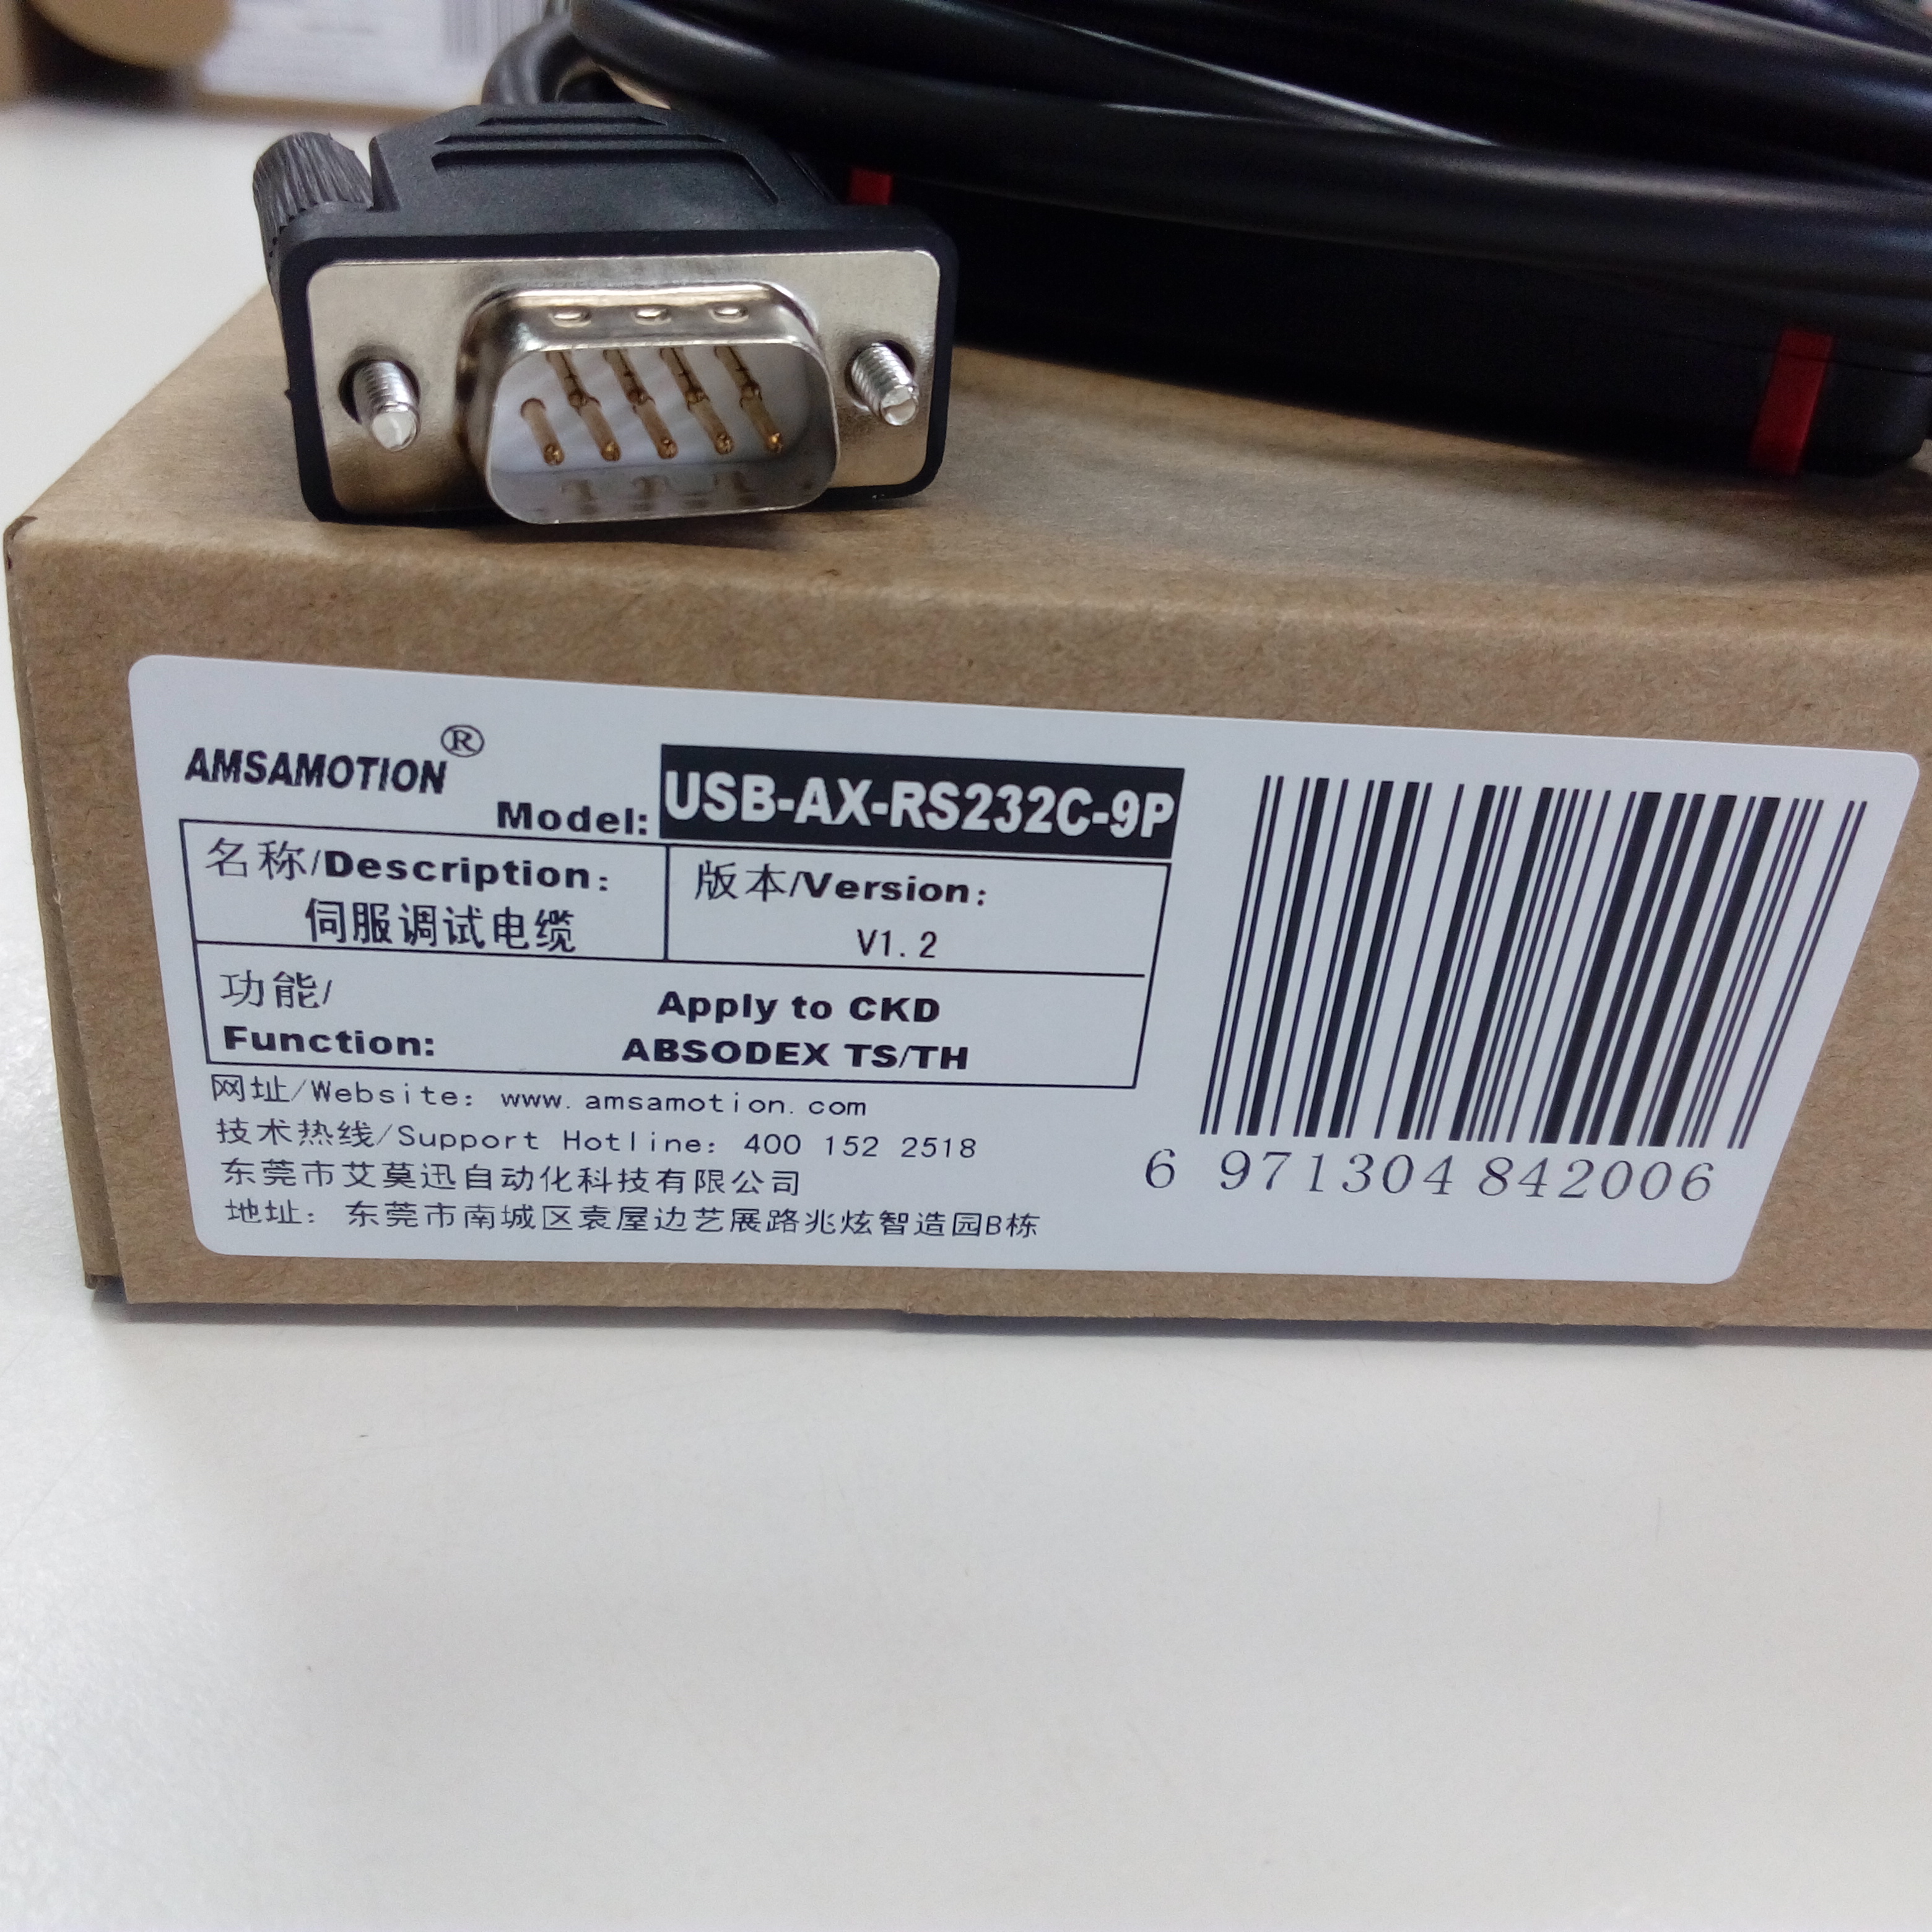 AMSAMOTION®
Model: USB-AX-RS232C-9P
名称/Description:
伺服调试电缆
版本/Version:
V1.2
功能/
Function:
Apply to CKD
ABSODEX TS/TH
网址/Website: www.amsamotion.com
技术热线/Support Hotline: 400 152 2518
东莞市艾莫迅自动化科技有限公司
地址: 东莞市南城区袁屋边艺展路兆炫智造园B栋
6 971304 842006